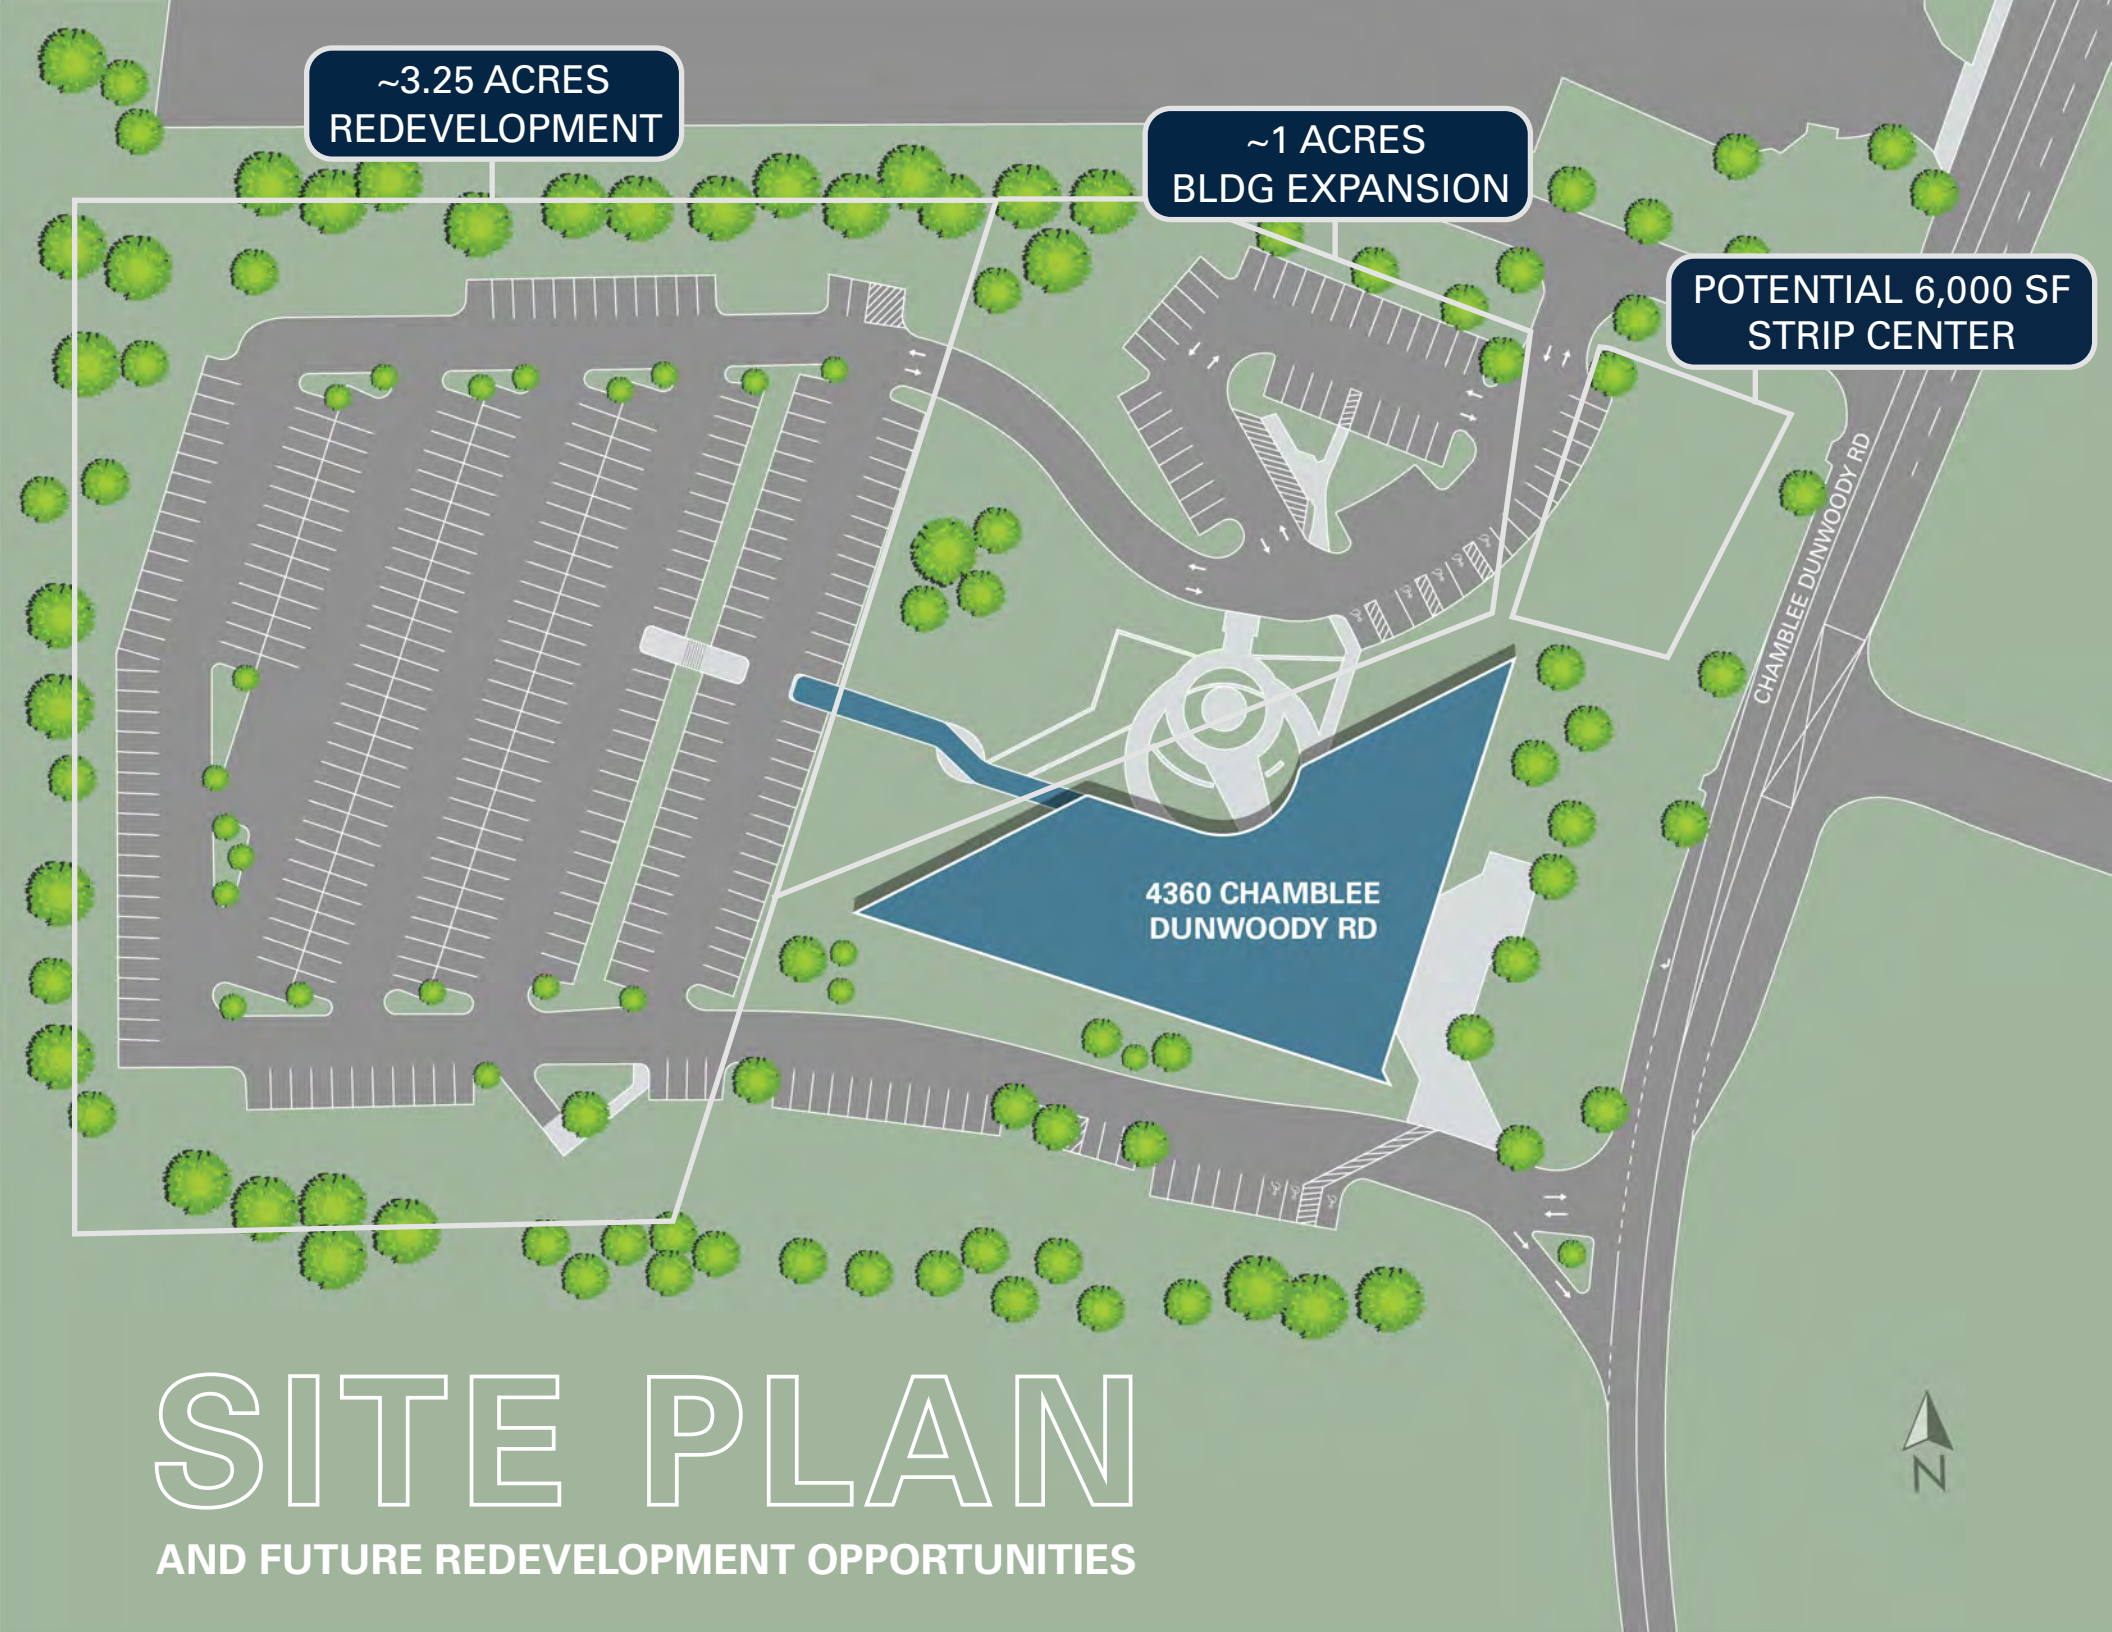 ~3.25 ACRES
REDEVELOPMENT
~1 ACRES
BLDG EXPANSION
POTENTIAL 6,000 SF
STRIP CENTER
CHAMBLEE DUNWOODY RD
4360 CHAMBLEE
DUNWOODY RD
SITE PLAN
AND FUTURE REDEVELOPMENT OPPORTUNITIES
N